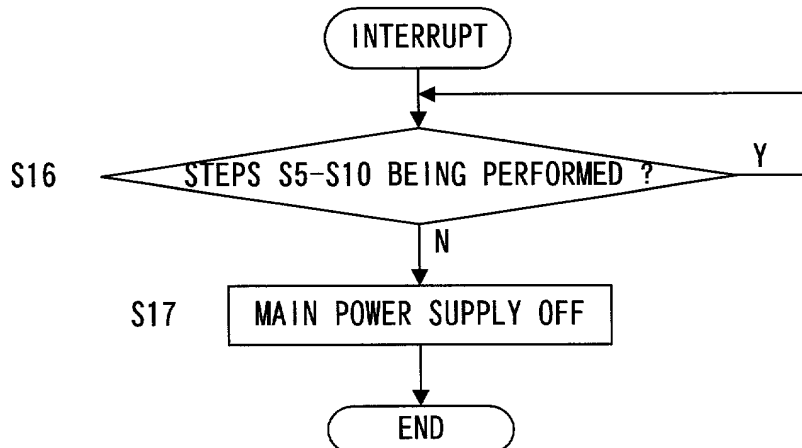 INTERRUPT
S16
STEPS S5-S10 BEING PERFORMED ?
Y
N
S17
MAIN POWER SUPPLY OFF
END